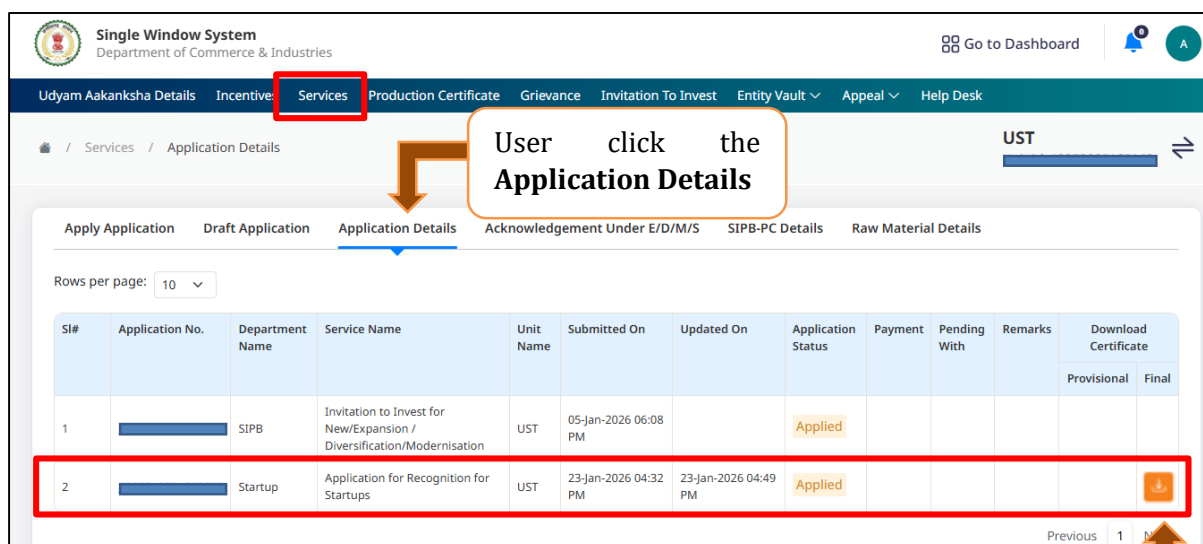 Single Window System
Department of Commerce & Industries
Go to Dashboard
0
A
Udyam Aakanksha Details Incentive Services Production Certificate Grievance Invitation To Invest Entity Vault Appeal Help Desk
/ Services / Application Details
UST
User click the
Application Details
Apply Application Draft Application Application Details Acknowledgement Under E/D/M/S SIPB-PC Details Raw Material Details
Rows per page: 10
Sl# Application No. Department Name Service Name Unit Name Submitted On Updated On Application Status Payment Pending With Remarks Download Certificate
Provisional Final
1 SIPB Invitation to Invest for New/Expansion / Diversification/Modernisation UST 05-Jan-2026 06:08 PM Applied
2 Startup Application for Recognition for Startups UST 23-Jan-2026 04:32 PM 23-Jan-2026 04:49 PM Applied
Previous 1